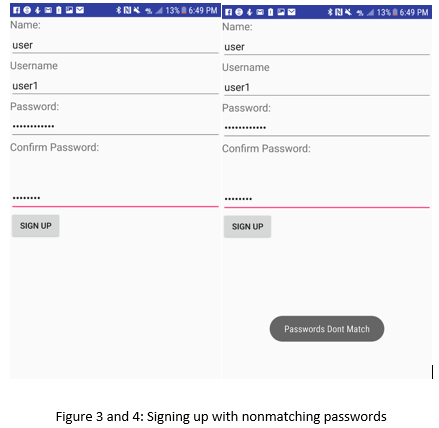 13% 6:49 PM
Name:
user
Username
user1
Password:
••••••••••••
Confirm Password:
••••••••
SIGN UP
13% 6:49 PM
Name:
user
Username
user1
Password:
••••••••••••
Confirm Password:
••••••••
SIGN UP
Passwords Dont Match
Figure 3 and 4: Signing up with nonmatching passwords